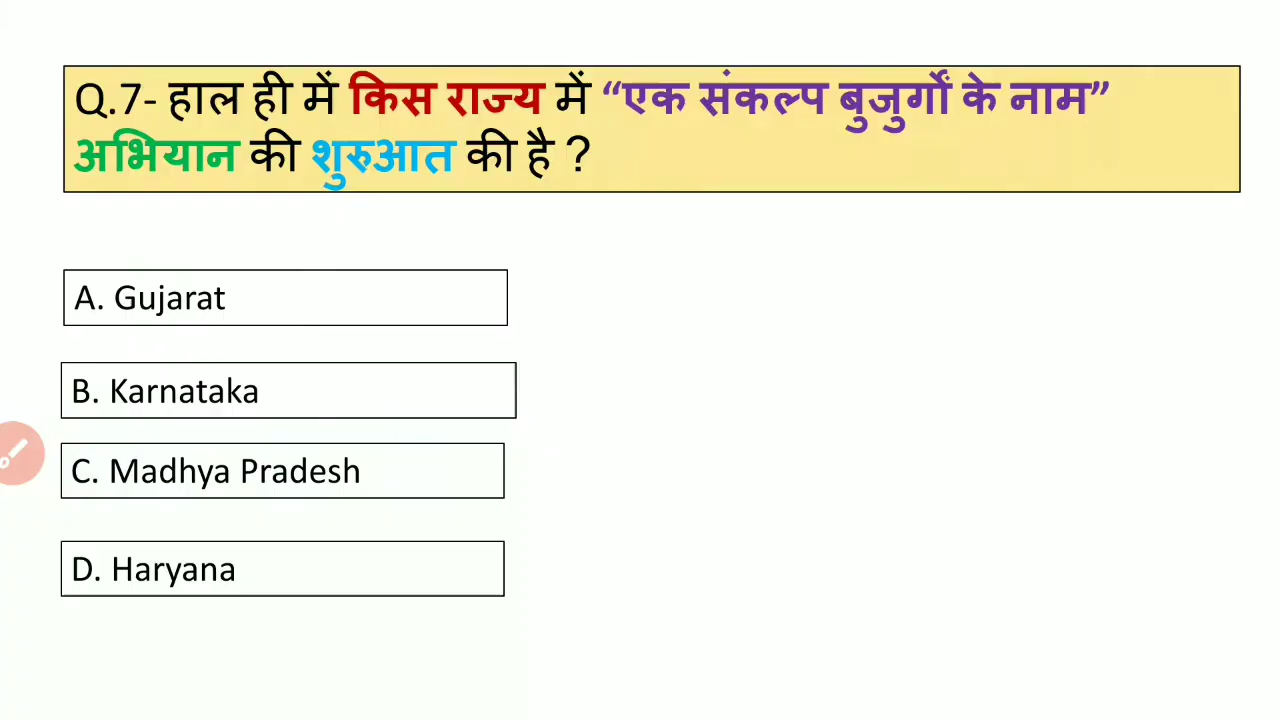 Q.7- हाल ही में किस राज्य में “एक संकल्प बुजुर्गों के नाम”
अभियान की शुरुआत की है ?
A. Gujarat
B. Karnataka
C. Madhya Pradesh
D. Haryana